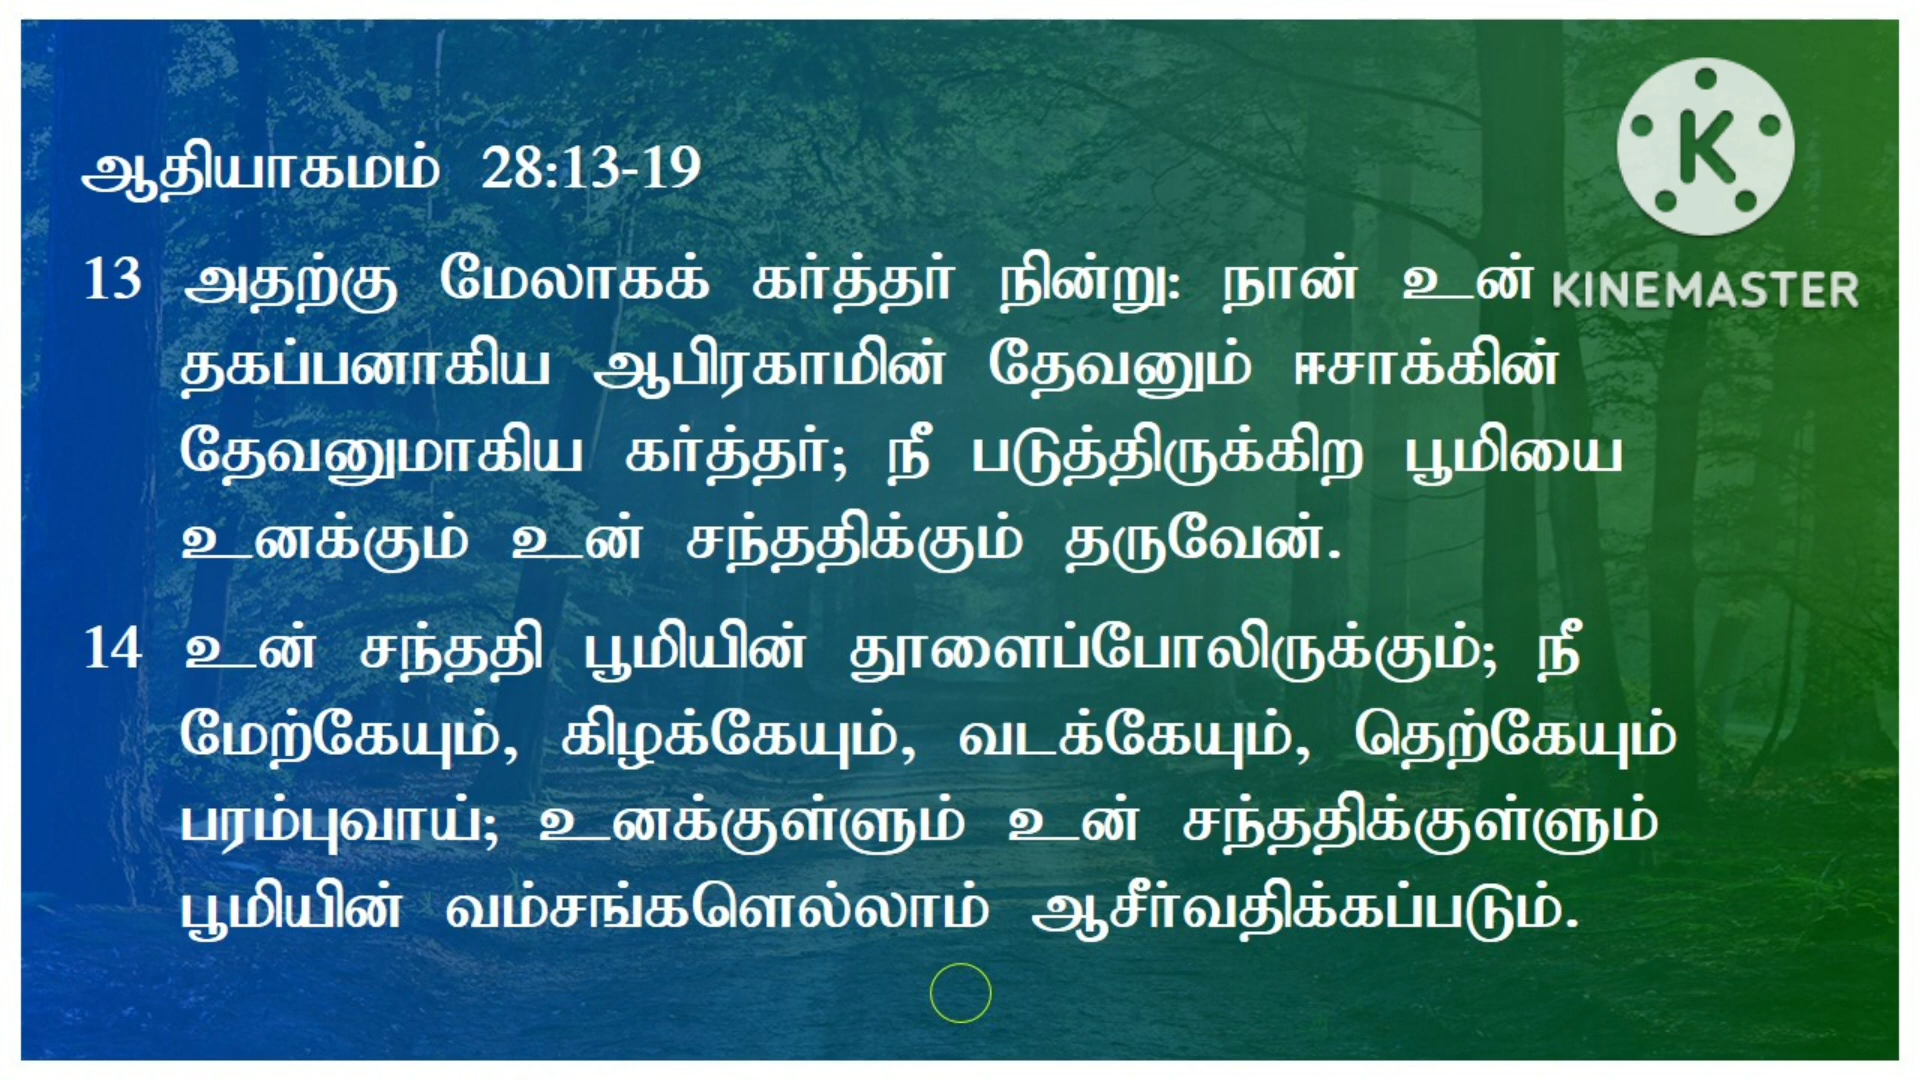 ஆதியாகமம் 28:13-19
13 அதற்கு மேலாகக் கர்த்தர் நின்று: நான் உன்
தகப்பனாகிய ஆபிரகாமின் தேவனும் ஈசாக்கின்
தேவனுமாகிய கர்த்தர்; நீ படுத்திருக்கிற பூமியை
உனக்கும் உன் சந்ததிக்கும் தருவேன்.
14 உன் சந்ததி பூமியின் தூளைப்போலிருக்கும்; நீ
மேற்கேயும், கிழக்கேயும், வடக்கேயும், தெற்கேயும்
பரம்புவாய்; உனக்குள்ளும் உன் சந்ததிக்குள்ளும்
பூமியின் வம்சங்களெல்லாம் ஆசீர்வதிக்கப்படும்.
K
KINEMASTER